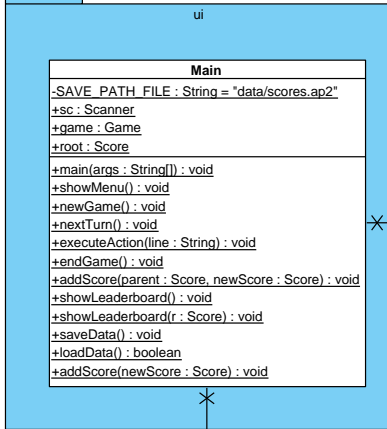 ui
Main
-SAVE_PATH_FILE : String = "data/scores.ap2"
+sc : Scanner
+game : Game
+root : Score
+main(args : String[]) : void
+showMenu() : void
+newGame() : void
+nextTurn() : void
+executeAction(line : String) : void
+endGame() : void
+addScore(parent : Score, newScore : Score) : void
+showLeaderboard() : void
+showLeaderboard(r : Score) : void
+saveData() : void
+loadData() : boolean
+addScore(newScore : Score) : void